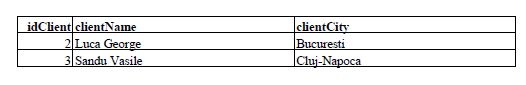 idClient clientName clientCity
2 Luca George Bucuresti
3 Sandu Vasile Cluj-Napoca